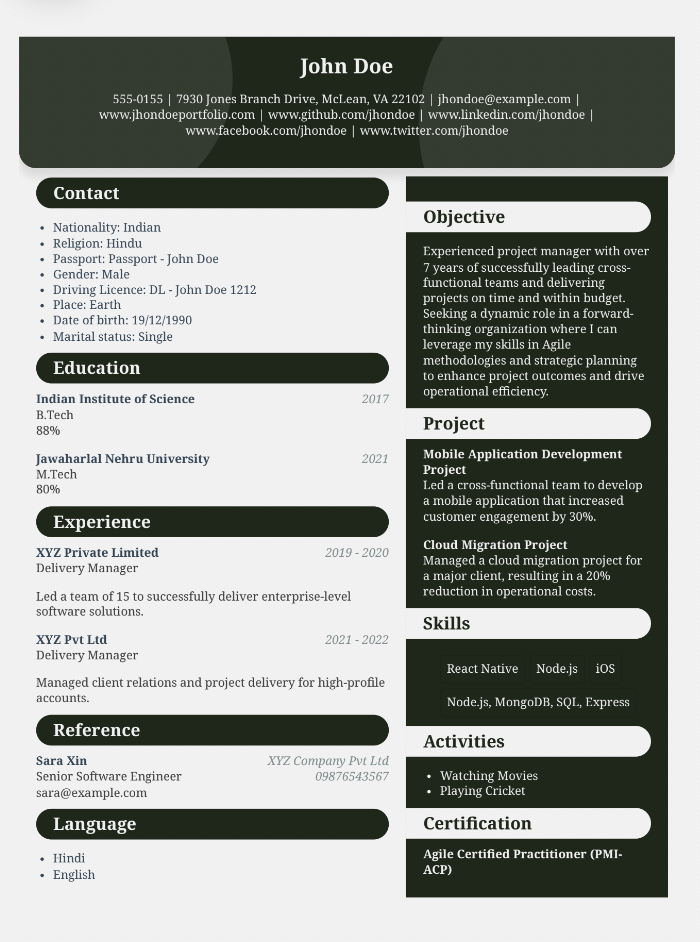 John Doe
555-0155 | 7930 Jones Branch Drive, McLean, VA 22102 | jhondoe@example.com |
www.jhondoeportfolio.com | www.github.com/jhondoe | www.linkedin.com/jhondoe |
www.facebook.com/jhondoe | www.twitter.com/jhondoe
Contact
• Nationality: Indian
• Religion: Hindu
• Passport: Passport - John Doe
• Gender: Male
• Driving Licence: DL - John Doe 1212
• Place: Earth
• Date of birth: 19/12/1990
• Marital status: Single
Education
Indian Institute of Science 2017
B.Tech
88%
Jawaharlal Nehru University 2021
M.Tech
80%
Experience
XYZ Private Limited 2019 - 2020
Delivery Manager
Led a team of 15 to successfully deliver enterprise-level
software solutions.
XYZ Pvt Ltd 2021 - 2022
Delivery Manager
Managed client relations and project delivery for high-profile
accounts.
Reference
Sara Xin XYZ Company Pvt Ltd
Senior Software Engineer 09876543567
sara@example.com
Language
• Hindi
• English
Objective
Experienced project manager with over
7 years of successfully leading cross-
functional teams and delivering
projects on time and within budget.
Seeking a dynamic role in a forward-
thinking organization where I can
leverage my skills in Agile
methodologies and strategic planning
to enhance project outcomes and drive
operational efficiency.
Project
Mobile Application Development
Project
Led a cross-functional team to develop
a mobile application that increased
customer engagement by 30%.
Cloud Migration Project
Managed a cloud migration project for
a major client, resulting in a 20%
reduction in operational costs.
Skills
React Native Node.js iOS
Node.js, MongoDB, SQL, Express
Activities
• Watching Movies
• Playing Cricket
Certification
Agile Certified Practitioner (PMI-
ACP)